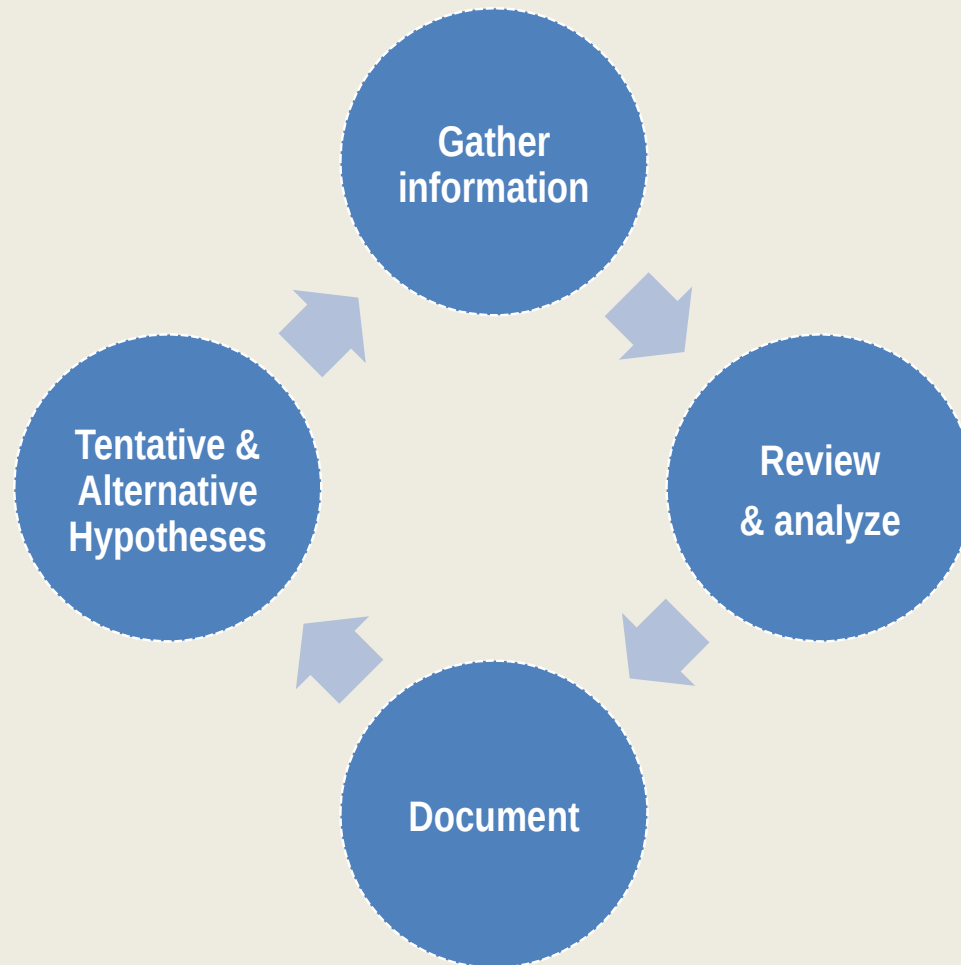 Gather
information
Review
& analyze
Document
Tentative &
Alternative
Hypotheses